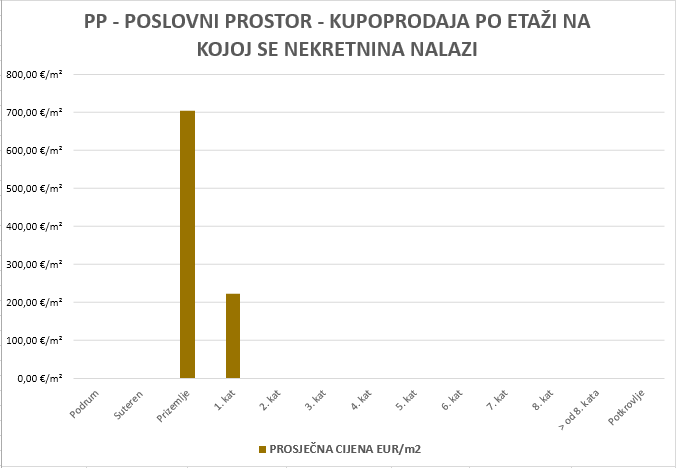 PP - POSLOVNI PROSTOR - KUPOPRODAJA PO ETAŽI NA
KOJOJ SE NEKRETNINA NALAZI
800,00 €/m²
700,00 €/m²
600,00 €/m²
500,00 €/m²
400,00 €/m²
300,00 €/m²
200,00 €/m²
100,00 €/m²
0,00 €/m²
Podrum
Suteren
Prizemlje
1. kat
2. kat
3. kat
4. kat
5. kat
6. kat
7. kat
8. kat
> od 8. kata
Potkrovlje
PROSJEČNA CIJENA EUR/m2